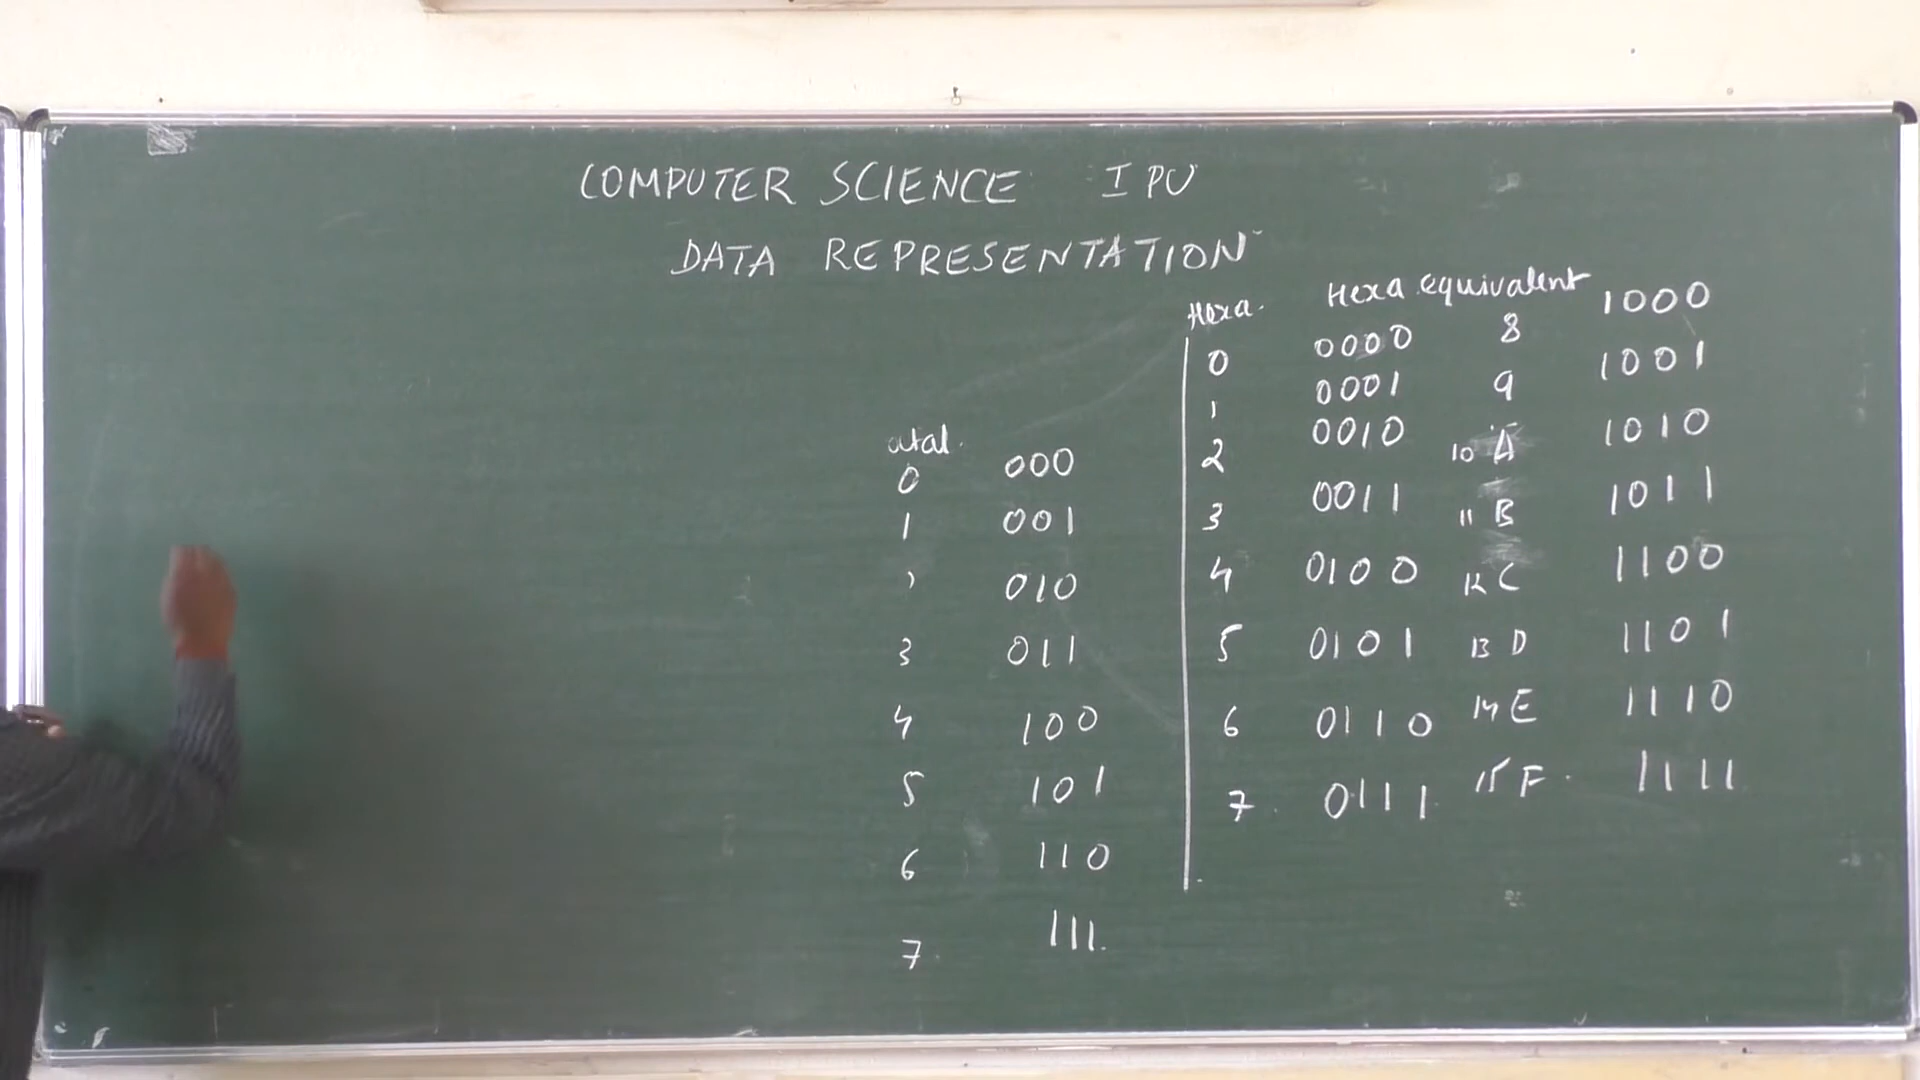 COMPUTER SCIENCE I PU
DATA REPRESENTATION
octal.
0 000
1 001
010
3 011
4 100
5 101
6 110
7. 111.
Hexa. Hexa equivalent
0 0000 8 1000
1 0001 9 1001
2 0010 10 A 1010
3 0011 11 B 1011
4 0100 12 C 1100
5 0101 13 D 1101
6 0110 14 E 1110
7. 0111 15 F. 1111